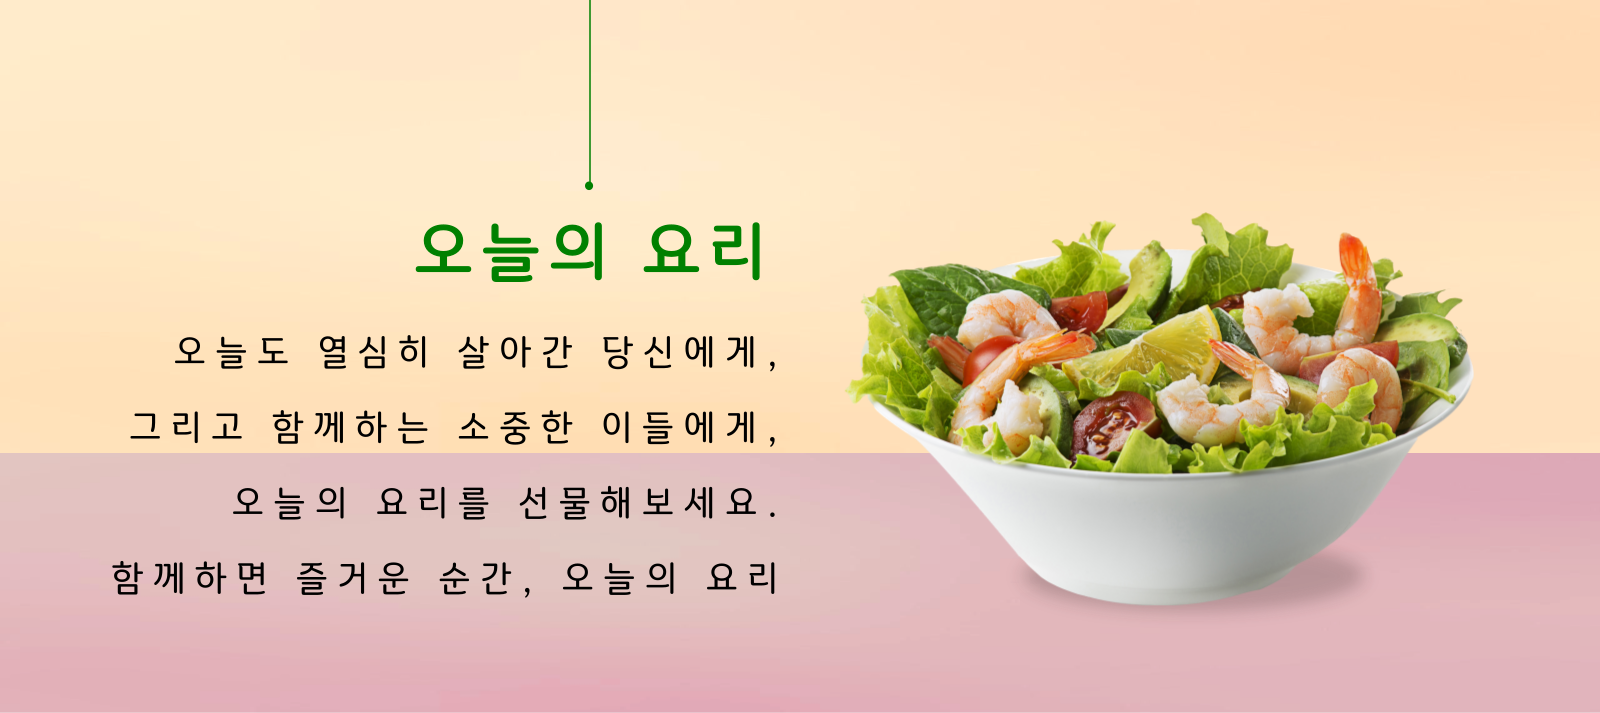 오늘의 요리
오늘도 열심히 살아간 당신에게,
그리고 함께하는 소중한 이들에게,
오늘의 요리를 선물해보세요.
함께하면 즐거운 순간, 오늘의 요리